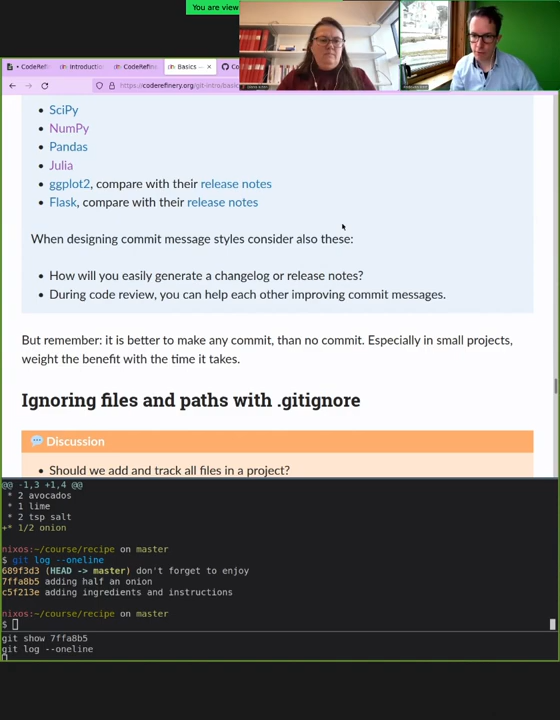 You are view
CodeRefi
Introductio
CodeRefin
Basics —
Co
https://coderefinery.org/git-intro/basic
SciPy
NumPy
Pandas
Julia
ggplot2, compare with their release notes
Flask, compare with their release notes
When designing commit message styles consider also these:
How will you easily generate a changelog or release notes?
During code review, you can help each other improving commit messages.
But remember: it is better to make any commit, than no commit. Especially in small projects,
weight the benefit with the time it takes.
Ignoring files and paths with .gitignore
Discussion
Should we add and track all files in a project?
@@ -1,3 +1,4 @@
* 2 avocados
* 1 lime
* 2 tsp salt
+* 1/2 onion
nixos:~/course/recipe on master
$ git log --oneline
689f3d3 (HEAD -> master) don't forget to enjoy
7ffa8b5 adding half an onion
c5f213e adding ingredients and instructions
nixos:~/course/recipe on master
$
git show 7ffa8b5
git log --oneline